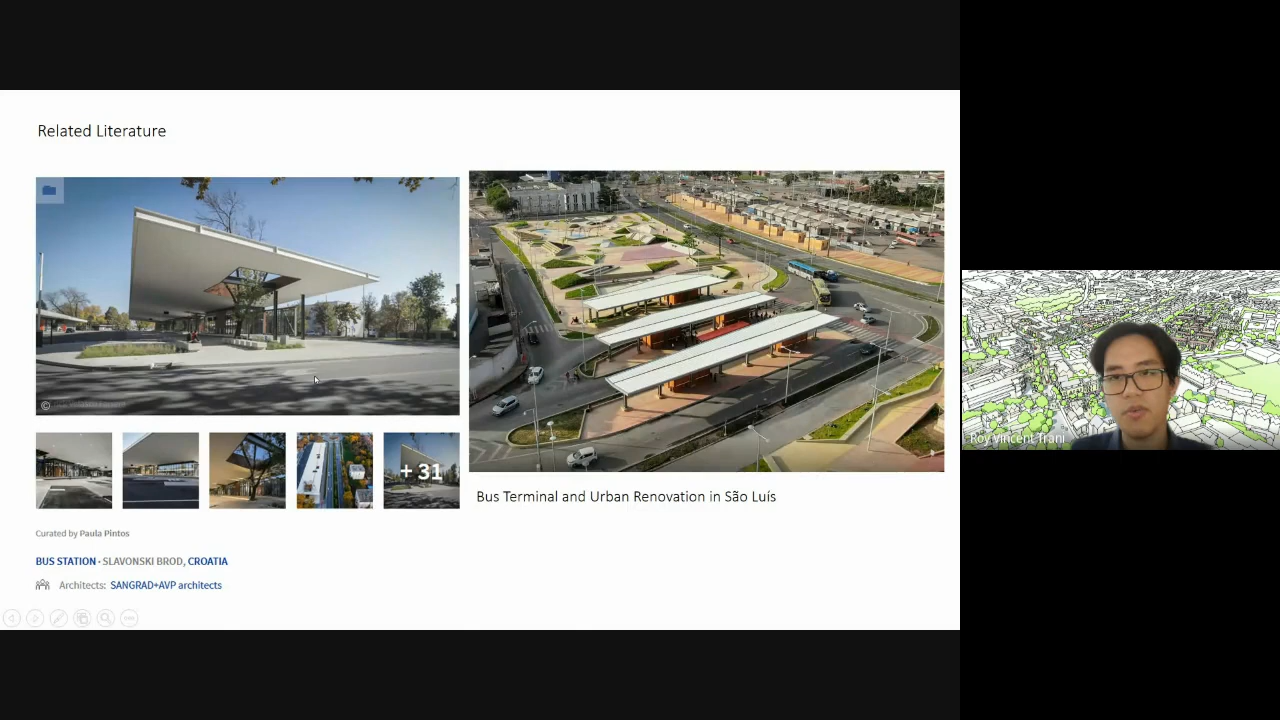 Related Literature
©
+ 31
Bus Terminal and Urban Renovation in São Luís
Curated by Paula Pintos
BUS STATION · SLAVONSKI BROD, CROATIA
Architects: SANGRAD+AVP architects
Roy Vincent Trani